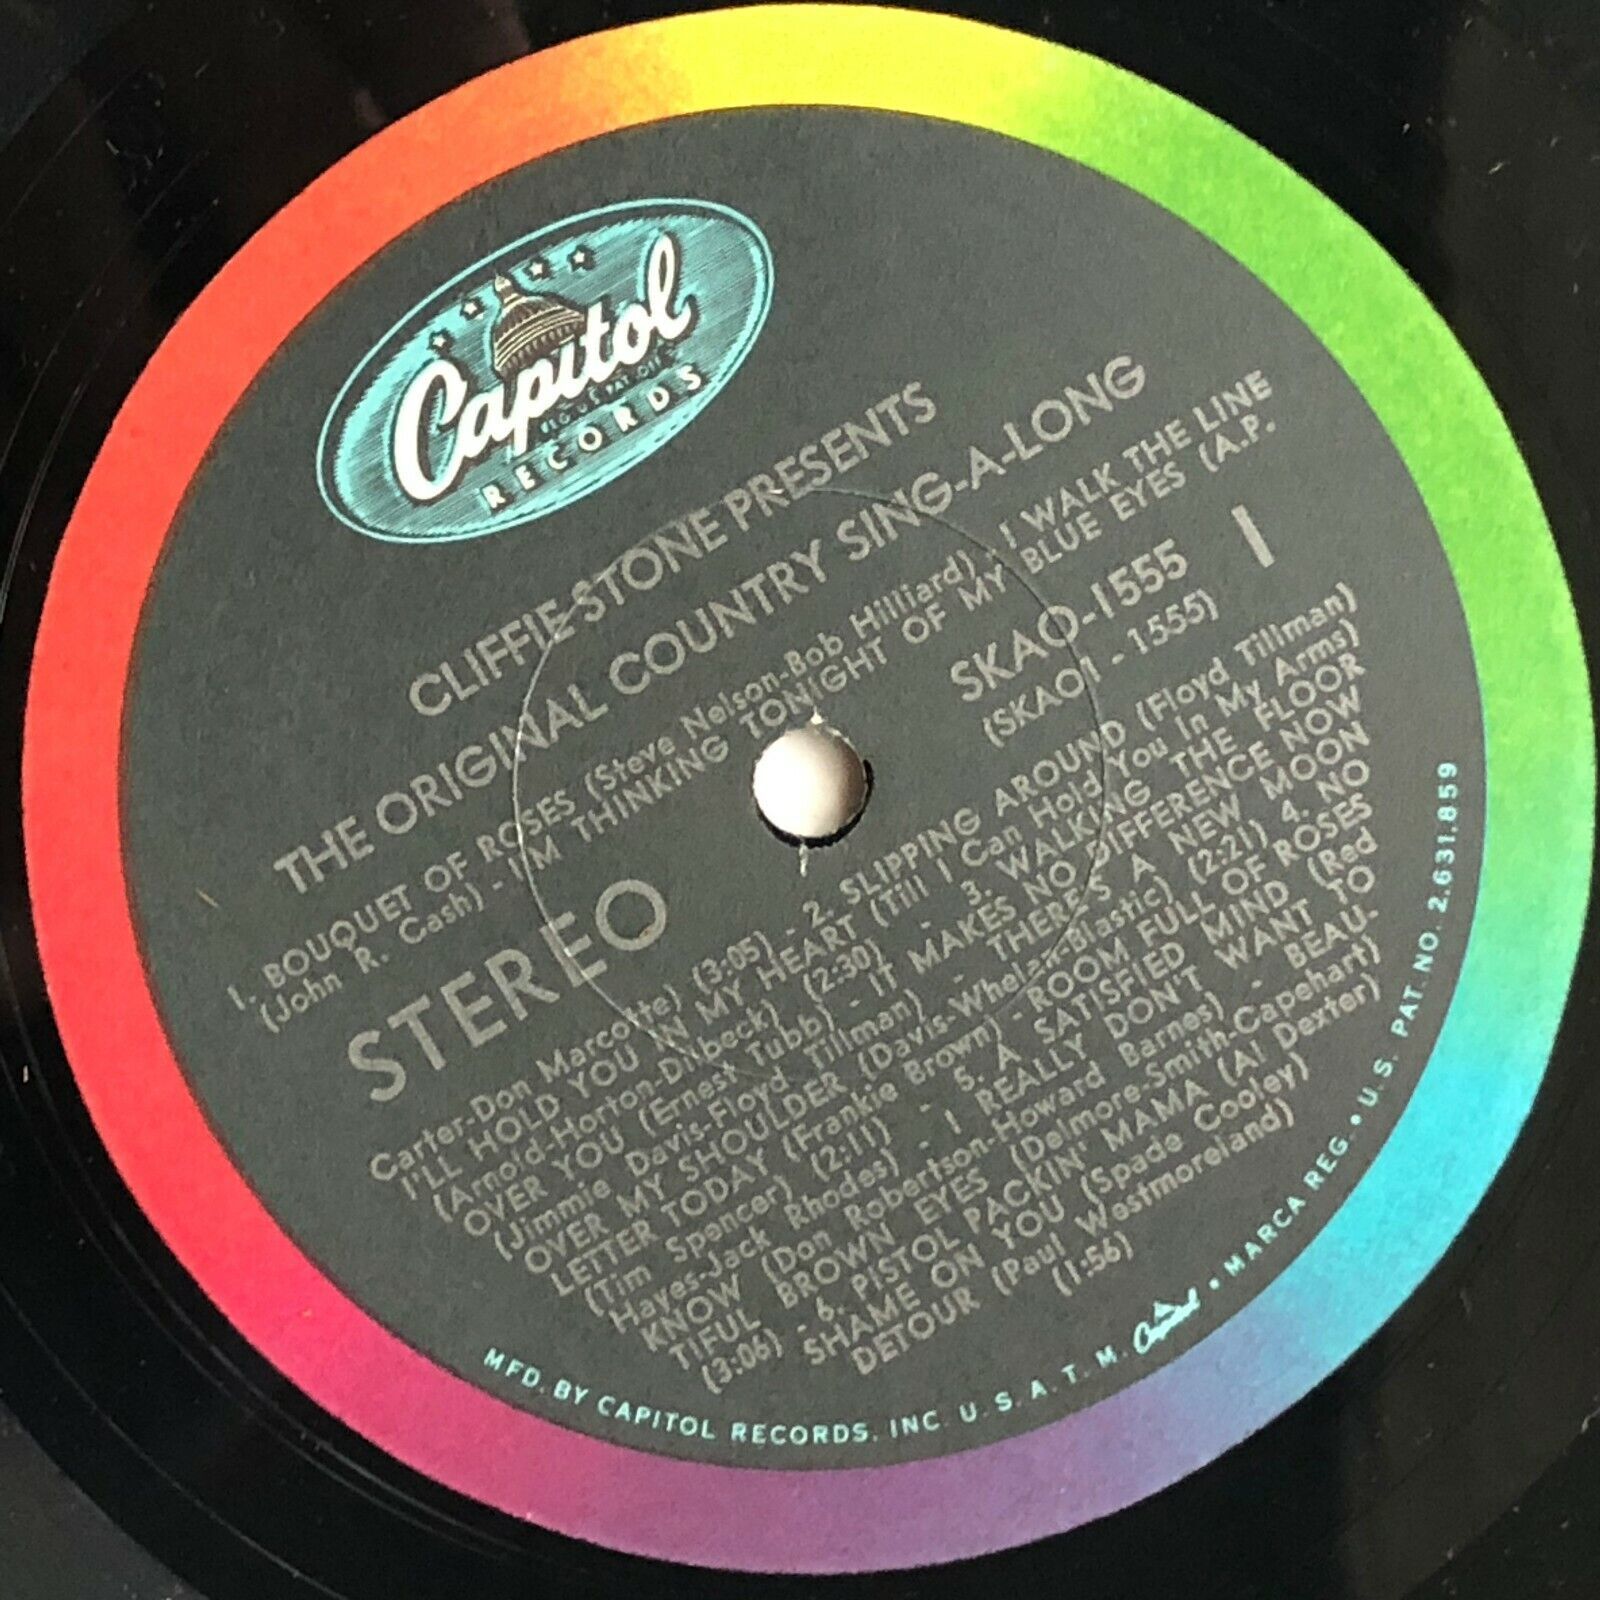 Capitol
REG. U.S. PAT. OFF.
RECORDS
CLIFFIE STONE PRESENTS
THE ORIGINAL COUNTRY SING-A-LONG
1. BOUQUET OF ROSES (Steve Nelson-Bob Hilliard) - I WALK THE LINE
(John R. Cash) - I'M THINKING TONIGHT OF MY BLUE EYES (A.P.
STEREO
SKAO-1555
(SKAO1 - 1555)
1
Carter-Don Marcotte) (3:05) - 2. SLIPPING AROUND (Floyd Tillman)
I'LL HOLD YOU IN MY HEART (Till I Can Hold You In My Arms)
(Arnold-Horton-Dilbeck) (2:30) - 3. WALKING THE FLOOR
OVER YOU (Ernest Tubb) - IT MAKES NO DIFFERENCE NOW
(Jimmie Davis-Floyd Tillman) - THERE'S A NEW MOON
OVER MY SHOULDER (Davis-Whelan-Blastic) (2:21) 4. NO
LETTER TODAY (Frankie Brown) - ROOM FULL OF ROSES
(Tim Spencer) (2:11) - 5. A SATISFIED MIND (Red
Hayes-Jack Rhodes) - I REALLY DON'T WANT TO
KNOW (Don Robertson-Howard Barnes) - BEAU-
TIFUL BROWN EYES (Delmore-Smith-Capehart)
(3:06) - 6. PISTOL PACKIN' MAMA (Al Dexter)
SHAME ON YOU (Spade Cooley)
DETOUR (Paul Westmoreland)
(1:56)
MFD. BY CAPITOL RECORDS, INC. U. S. A. T. M. Capitol • MARCA REG. • U.S. PAT. NO. 2,631,859